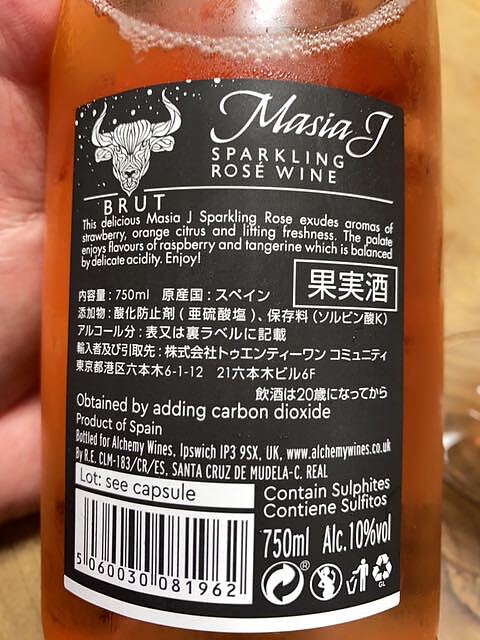 Masia J
SPARKLING
ROSÉ WINE
BRUT
This delicious Masia J Sparkling Rose exudes aromas of
strawberry, orange citrus and lifting freshness. The palate
enjoys flavours of raspberry and tangerine which is balanced
by delicate acidity. Enjoy!
果実酒
内容量:750ml 原産国:スペイン
添加物:酸化防止剤(亜硫酸塩)、保存料(ソルビン酸K)
アルコール分:表又は裏ラベルに記載
輸入者及び引取先:株式会社トゥエンティーワン コミュニティ
東京都港区六本木6-1-12 21六本木ビル6F
飲酒は20歳になってから
Obtained by adding carbon dioxide
Product of Spain
Bottled for Alchemy Wines, Ipswich IP3 9SX, UK, www.alchemywines.co.uk
By R.E. CLM-183/CR/ES. SANTA CRUZ DE MUDELA-C. REAL
Lot: see capsule
Contain Sulphites
Contiene Sulfitos
750ml Alc.10%vol
5 060030 081962
GL